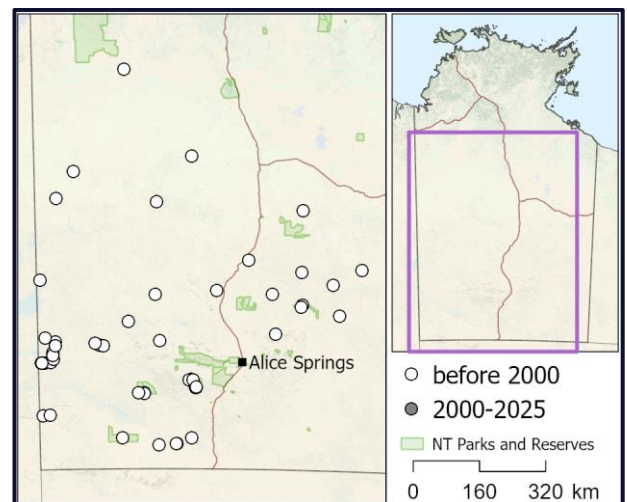 Alice Springs
before 2000
2000-2025
NT Parks and Reserves
0 160 320 km